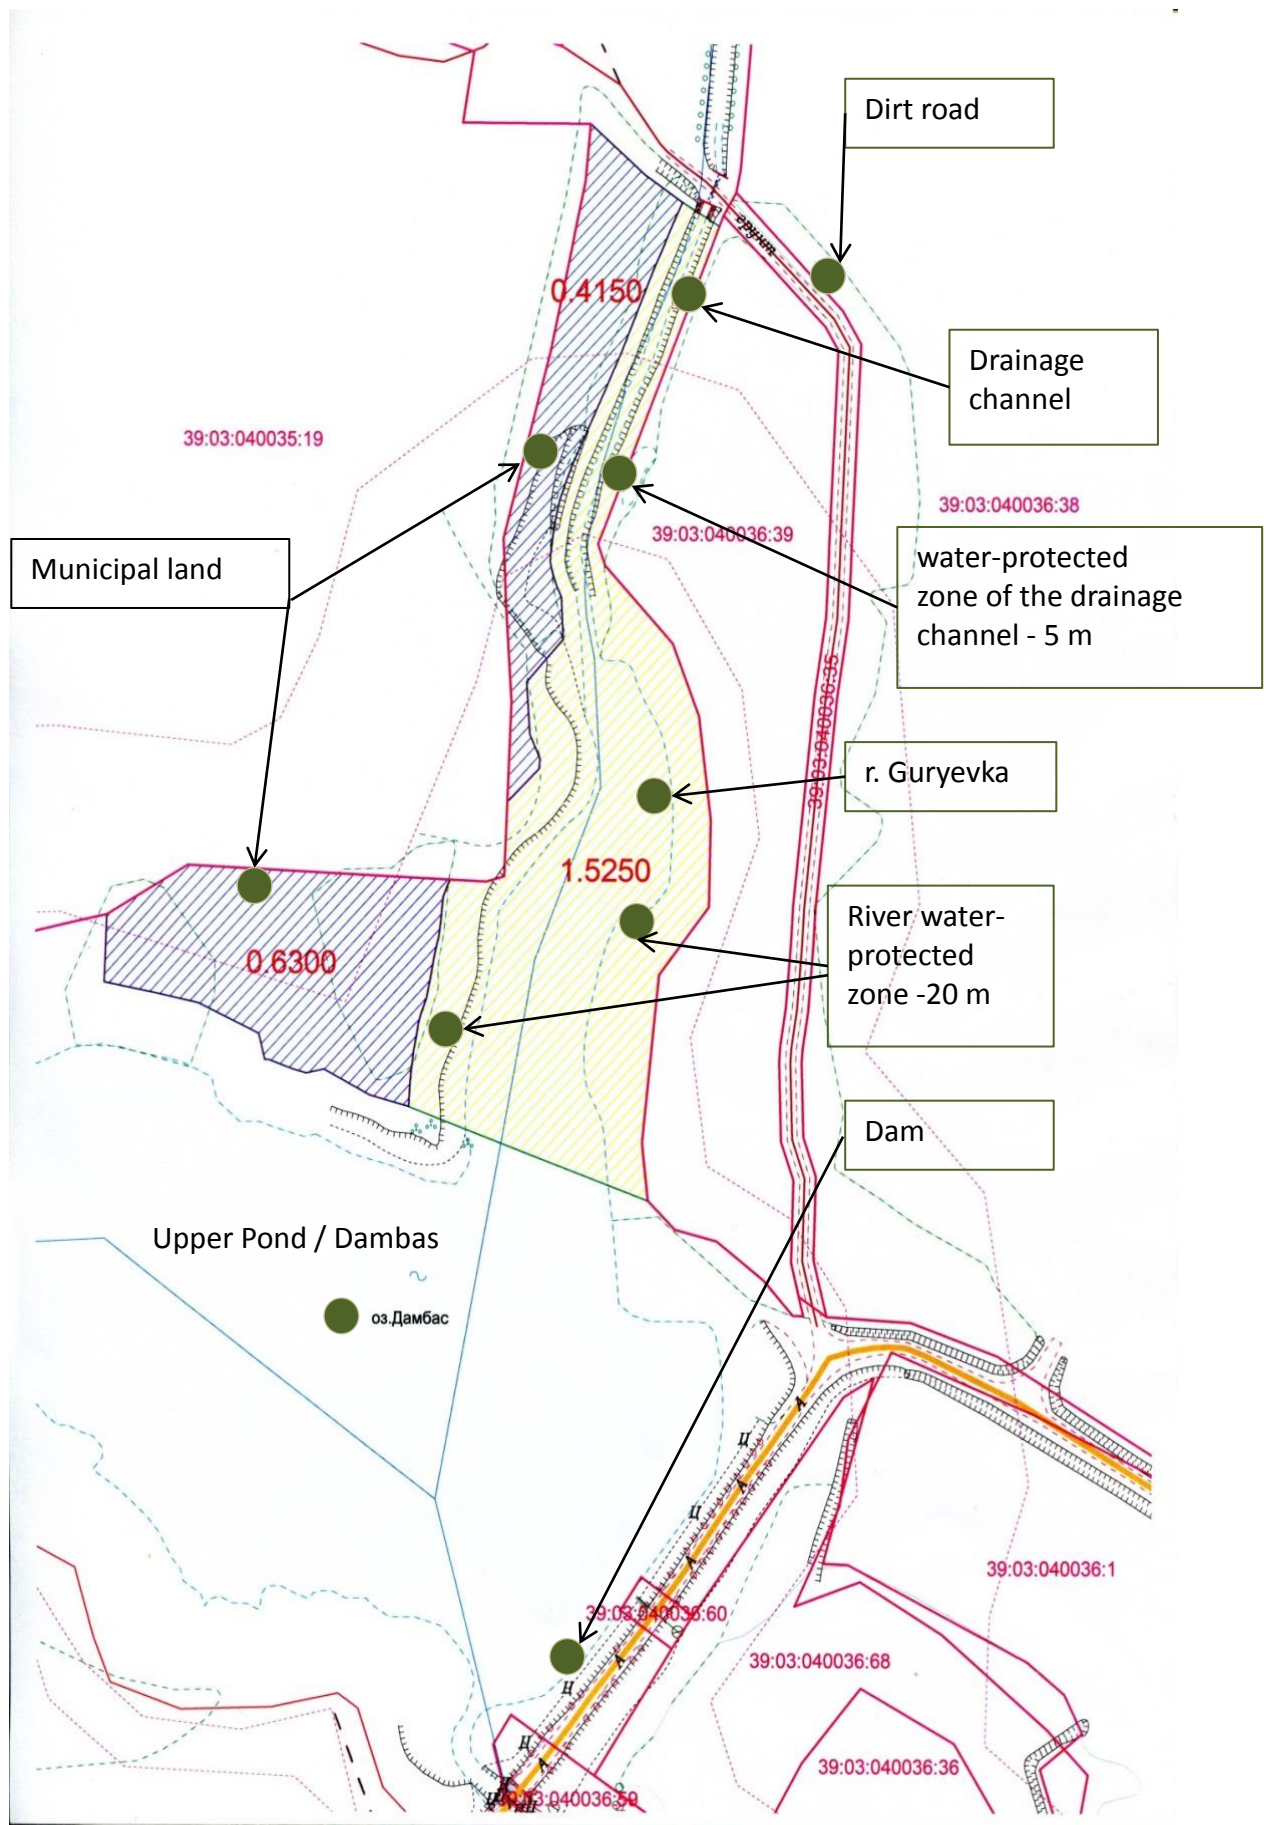 Dirt road
грунт
0.4150
Drainage
channel
39:03:040035:19
39:03:040036:38
39:03:040036:39
Municipal land
water-protected
zone of the drainage
channel - 5 m
39:03:040036:35
r. Guryevka
1.5250
River water-
protected
zone -20 m
0.6300
Dam
Upper Pond / Dambas
оз.Дамбас
А
Ц
А
Ц
А
39:03:040036:1
39:03:040036:60
А
39:03:040036:68
Ц
Ц
А
39:03:040036:36
39:03:040036:59